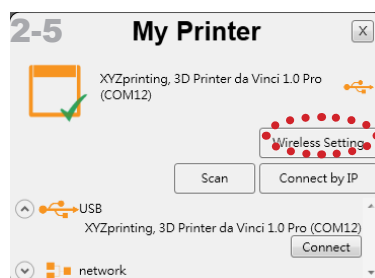 2-5
My Printer
X
XYZprinting, 3D Printer da Vinci 1.0 Pro
(COM12)
Wireless Setting
Scan
Connect by IP
USB
XYZprinting, 3D Printer da Vinci 1.0 Pro (COM12)
Connect
network